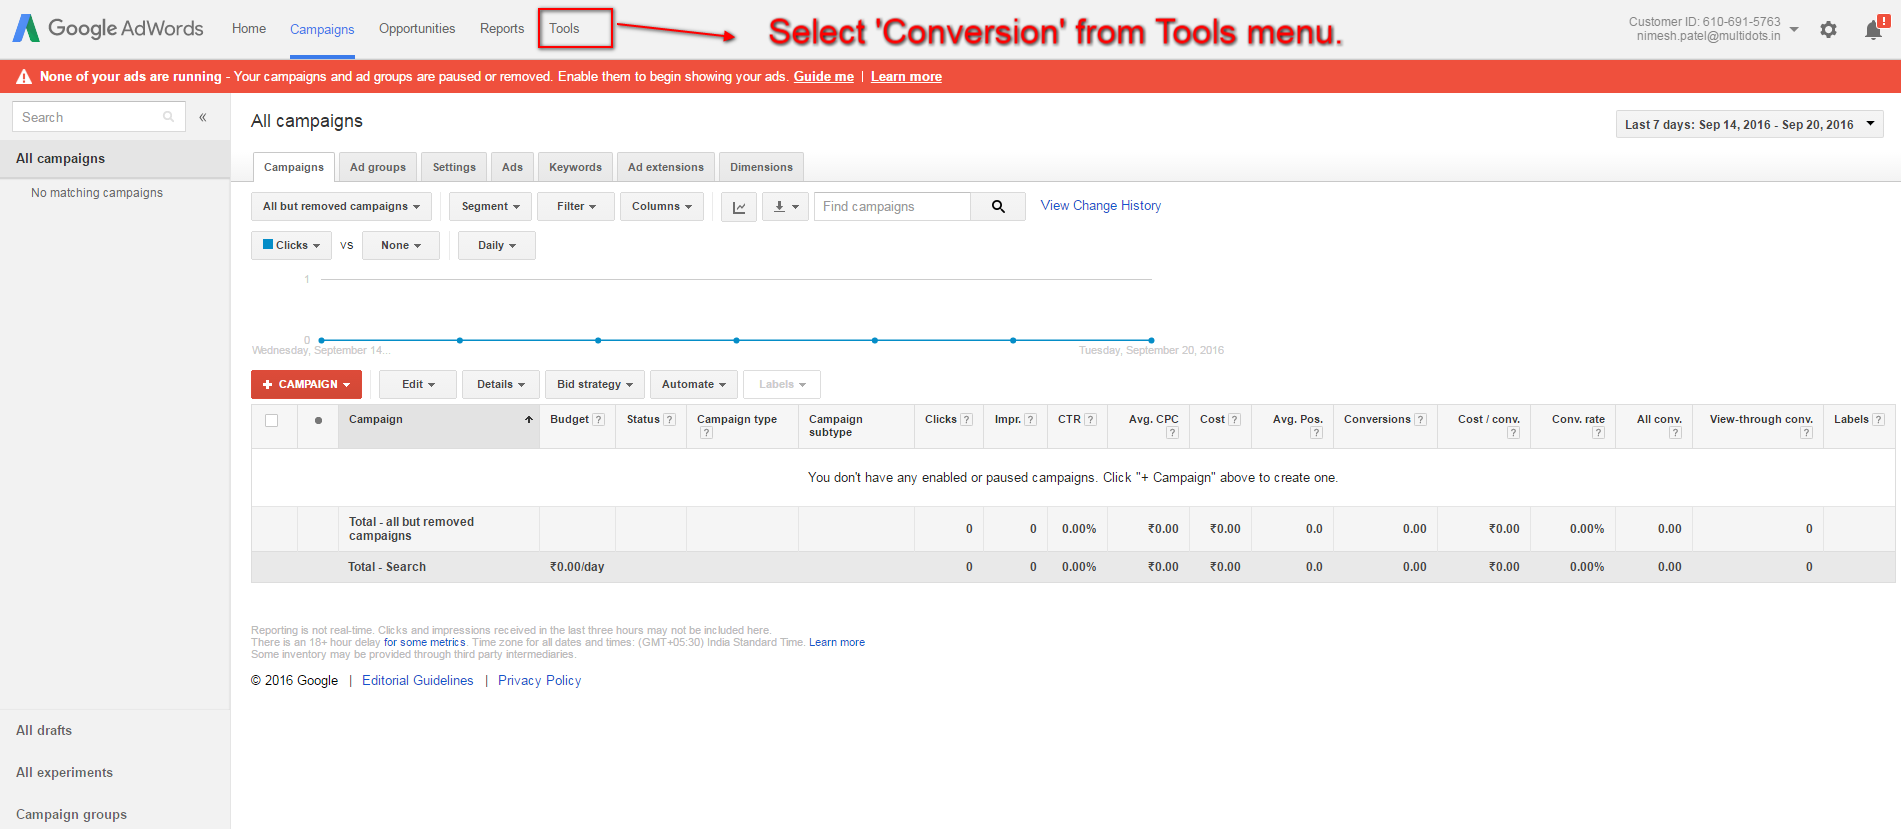 Google AdWords
Home Campaigns Opportunities Reports Tools
Select 'Conversion' from Tools menu.
Customer ID: 610-691-5763
nimesh.patel@multidots.in
!
None of your ads are running - Your campaigns and ad groups are paused or removed. Enable them to begin showing your ads. Guide me | Learn more
Search «
All campaigns
No matching campaigns
All campaigns
Last 7 days: Sep 14, 2016 - Sep 20, 2016
Campaigns Ad groups Settings Ads Keywords Ad extensions Dimensions
All but removed campaigns Segment Filter Columns Find campaigns View Change History
Clicks VS None Daily
1
0
Wednesday, September 14... Tuesday, September 20, 2016
+ CAMPAIGN Edit Details Bid strategy Automate Labels
Campaign Budget ? Status ? Campaign type ? Campaign subtype Clicks ? Impr. ? CTR ? Avg. CPC ? Cost ? Avg. Pos. ? Conversions ? Cost / conv. ? Conv. rate ? All conv. ? View-through conv. ? Labels ?
You don't have any enabled or paused campaigns. Click "+ Campaign" above to create one.
Total - all but removed campaigns 0 0 0.00% ₹0.00 ₹0.00 0.0 0.00 ₹0.00 0.00% 0.00 0
Total - Search ₹0.00/day 0 0 0.00% ₹0.00 ₹0.00 0.0 0.00 ₹0.00 0.00% 0.00 0
Reporting is not real-time. Clicks and impressions received in the last three hours may not be included here.
There is an 18+ hour delay for some metrics. Time zone for all dates and times: (GMT+05:30) India Standard Time. Learn more
Some inventory may be provided through third party intermediaries.
© 2016 Google | Editorial Guidelines | Privacy Policy
All drafts
All experiments
Campaign groups